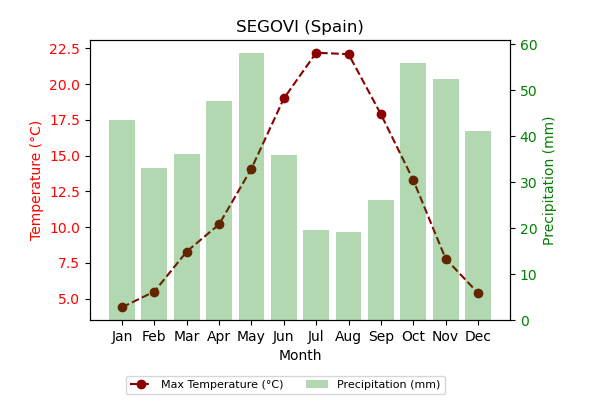 SEGOVI (Spain)
22.5
20.0
17.5
15.0
12.5
10.0
7.5
5.0
Temperature (°C)
60
50
40
30
20
10
0
Precipitation (mm)
Jan Feb Mar Apr May Jun Jul Aug Sep Oct Nov Dec
Month
Max Temperature (°C) Precipitation (mm)